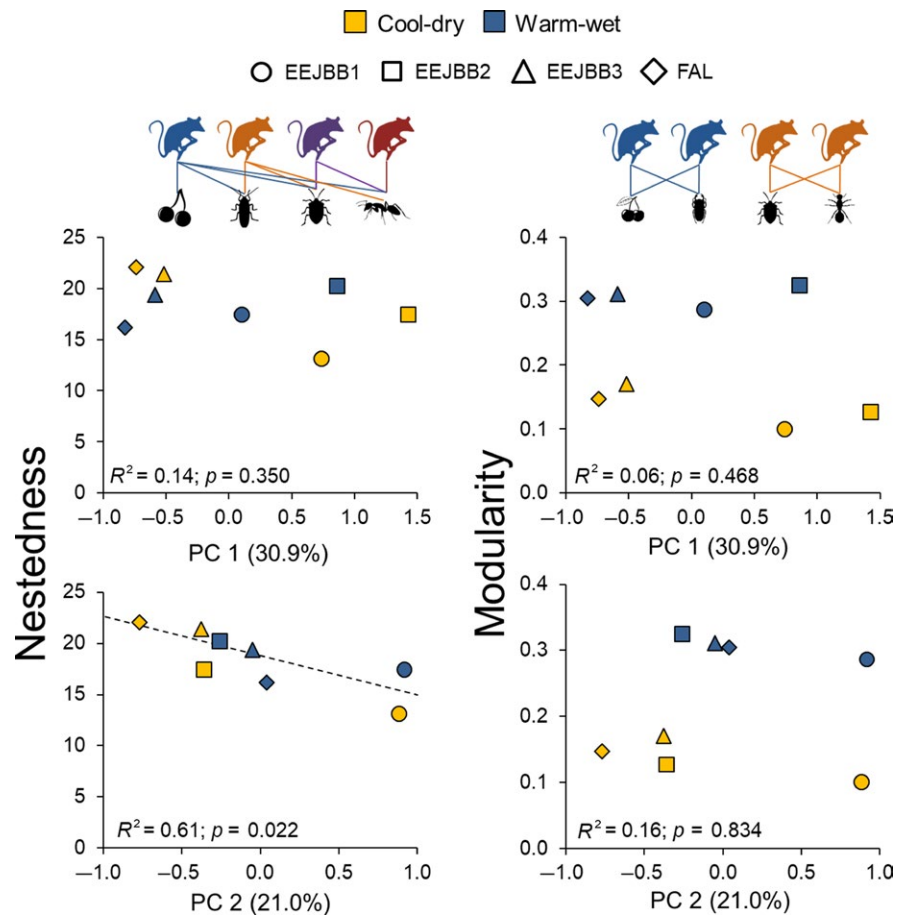 Cool-dry Warm-wet
EEJBB1 EEJBB2 EEJBB3 FAL
Nestedness
25
20
15
10
5
0
R² = 0.14; p = 0.350
−1.0 −0.5 0.0 0.5 1.0 1.5
PC 1 (30.9%)
Modularity
0.4
0.3
0.2
0.1
0.0
R² = 0.06; p = 0.468
−1.0 −0.5 0.0 0.5 1.0 1.5
PC 1 (30.9%)
25
20
15
10
5
0
R² = 0.61; p = 0.022
−1.0 −0.5 0.0 0.5 1.0
PC 2 (21.0%)
0.4
0.3
0.2
0.1
0.0
R² = 0.16; p = 0.834
−1.0 −0.5 0.0 0.5 1.0
PC 2 (21.0%)